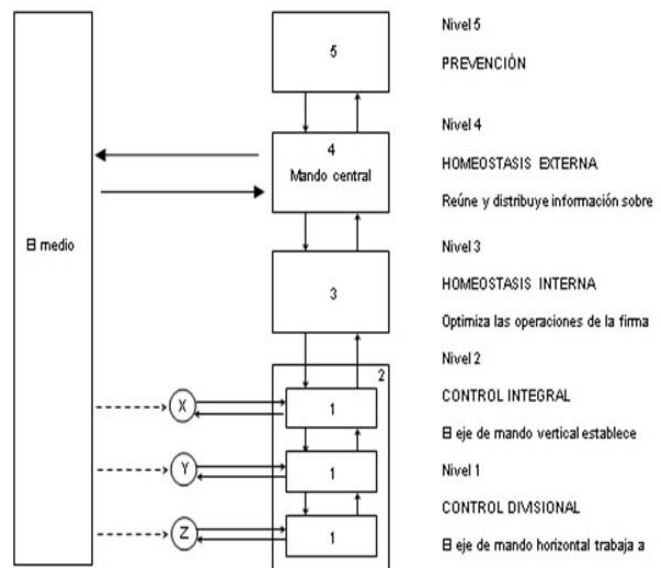 5
4
Mando central
3
2
1
1
1
El medio
X
Y
Z
Nivel 5
PREVENCIÓN
Nivel 4
HOMEOSTASIS EXTERNA
Reúne y distribuye información sobre
Nivel 3
HOMEOSTASIS INTERNA
Optimiza las operaciones de la firma
Nivel 2
CONTROL INTEGRAL
El eje de mando vertical establece
Nivel 1
CONTROL DIVISIONAL
El eje de mando horizontal trabaja a